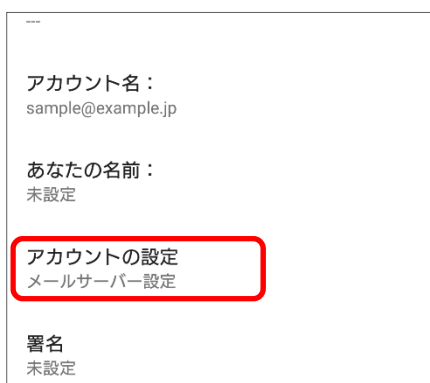 アカウント名：
sample@example.jp
あなたの名前：
未設定
アカウントの設定
メールサーバー設定
署名
未設定